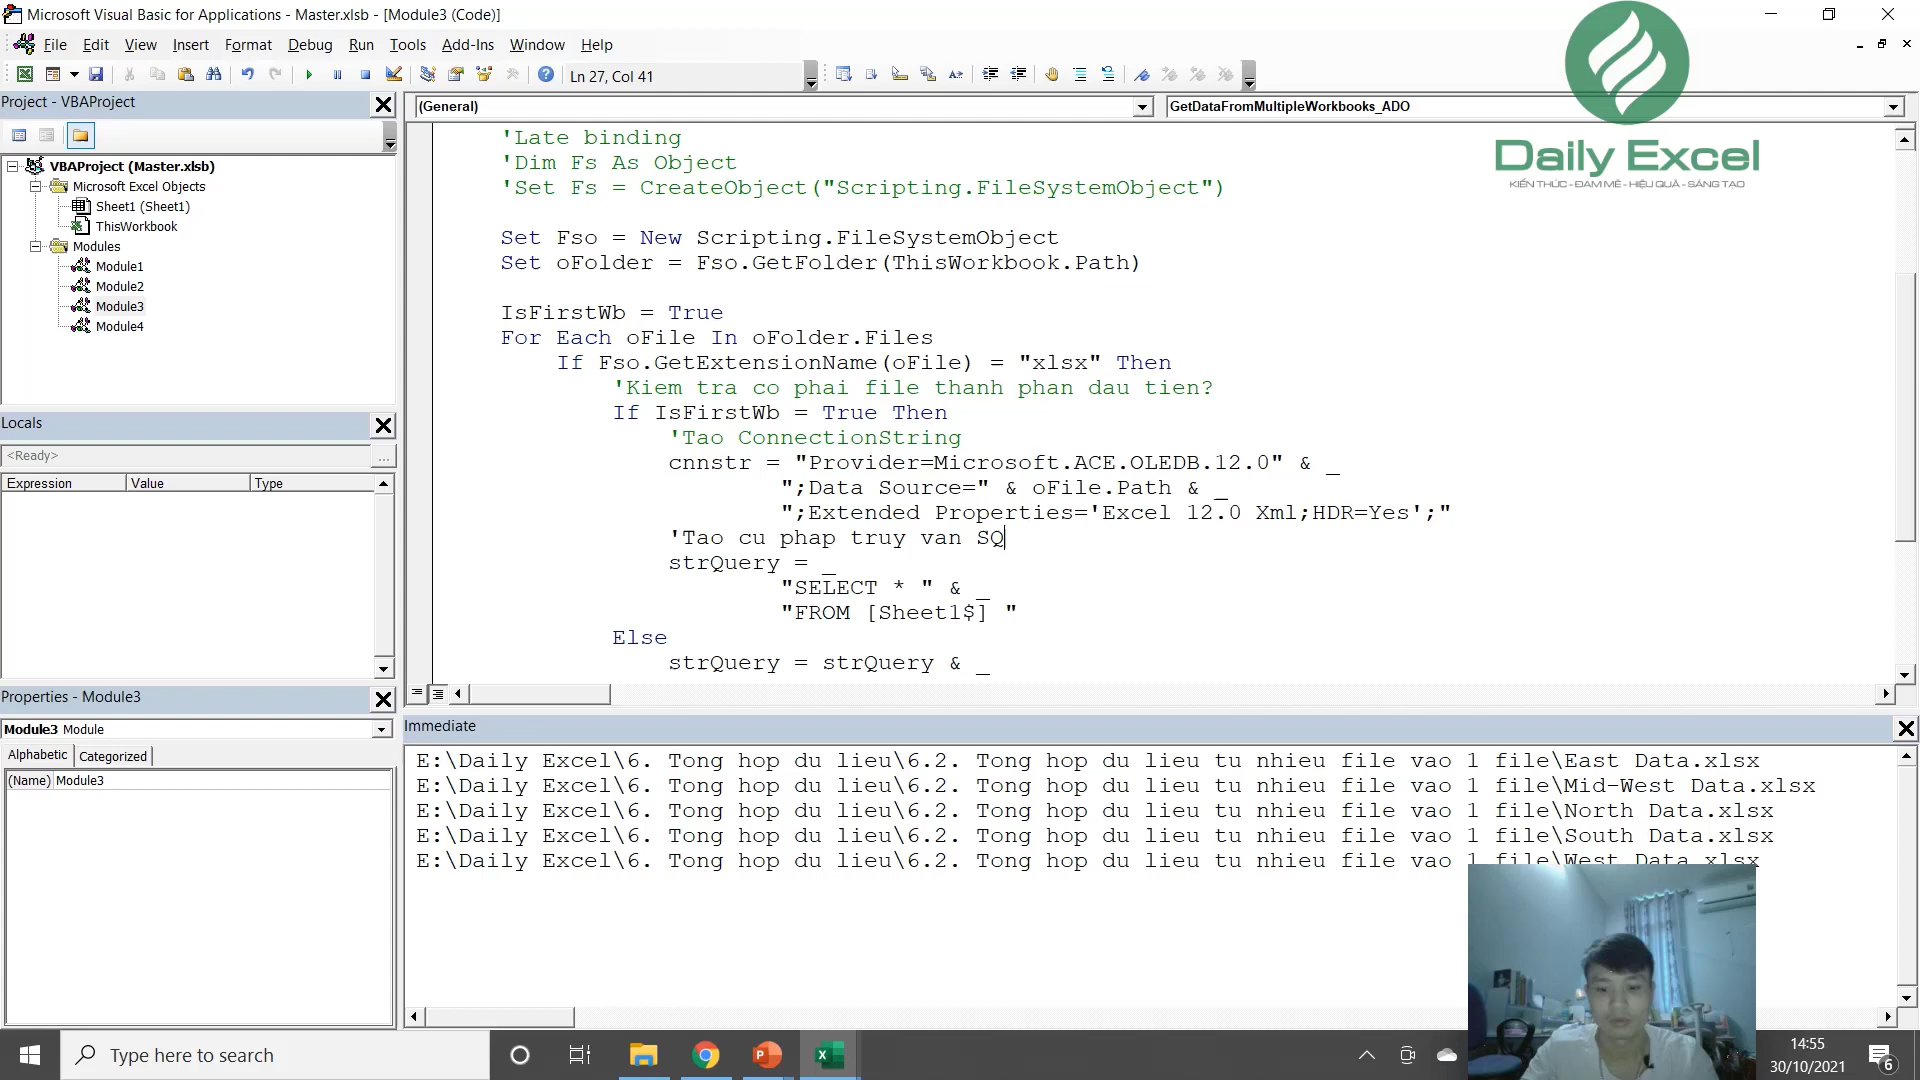 Microsoft Visual Basic for Applications - Master.xlsb - [Module3 (Code)]
File Edit View Insert Format Debug Run Tools Add-Ins Window Help
Ln 27, Col 41
Daily Excel
KIẾN THỨC - ĐAM MÊ - HIỆU QUẢ - SÁNG TẠO
Project - VBAProject
VBAProject (Master.xlsb)
Microsoft Excel Objects
Sheet1 (Sheet1)
ThisWorkbook
Modules
Module1
Module2
Module3
Module4
Locals
<Ready>
...
Expression Value Type
Properties - Module3
Module3 Module
Alphabetic Categorized
(Name) Module3
(General) GetDataFromMultipleWorkbooks_ADO
'Late binding
'Dim Fs As Object
'Set Fs = CreateObject("Scripting.FileSystemObject")
Set Fso = New Scripting.FileSystemObject
Set oFolder = Fso.GetFolder(ThisWorkbook.Path)
IsFirstWb = True
For Each oFile In oFolder.Files
If Fso.GetExtensionName(oFile) = "xlsx" Then
'Kiem tra co phai file thanh phan dau tien?
If IsFirstWb = True Then
'Tao ConnectionString
cnnstr = "Provider=Microsoft.ACE.OLEDB.12.0" & _
";Data Source=" & oFile.Path & _
";Extended Properties='Excel 12.0 Xml;HDR=Yes';"
'Tao cu phap truy van SQ
strQuery = _
"SELECT * " & _
"FROM [Sheet1$] "
Else
strQuery = strQuery & _
Immediate
E:\Daily Excel\6. Tong hop du lieu\6.2. Tong hop du lieu tu nhieu file vao 1 file\East Data.xlsx
E:\Daily Excel\6. Tong hop du lieu\6.2. Tong hop du lieu tu nhieu file vao 1 file\Mid-West Data.xlsx
E:\Daily Excel\6. Tong hop du lieu\6.2. Tong hop du lieu tu nhieu file vao 1 file\North Data.xlsx
E:\Daily Excel\6. Tong hop du lieu\6.2. Tong hop du lieu tu nhieu file vao 1 file\South Data.xlsx
E:\Daily Excel\6. Tong hop du lieu\6.2. Tong hop du lieu tu nhieu file vao 1 file\West Data.xlsx
Type here to search
14:55
30/10/2021
6